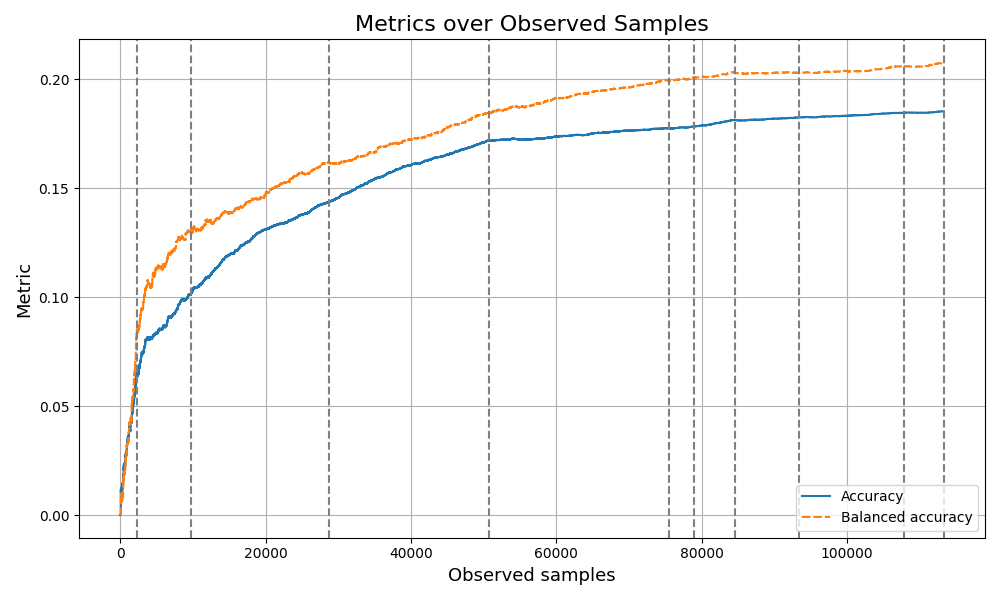 Metrics over Observed Samples
Metric
0.20
0.15
0.10
0.05
0.00
0 20000 40000 60000 80000 100000
Observed samples
Accuracy
Balanced accuracy